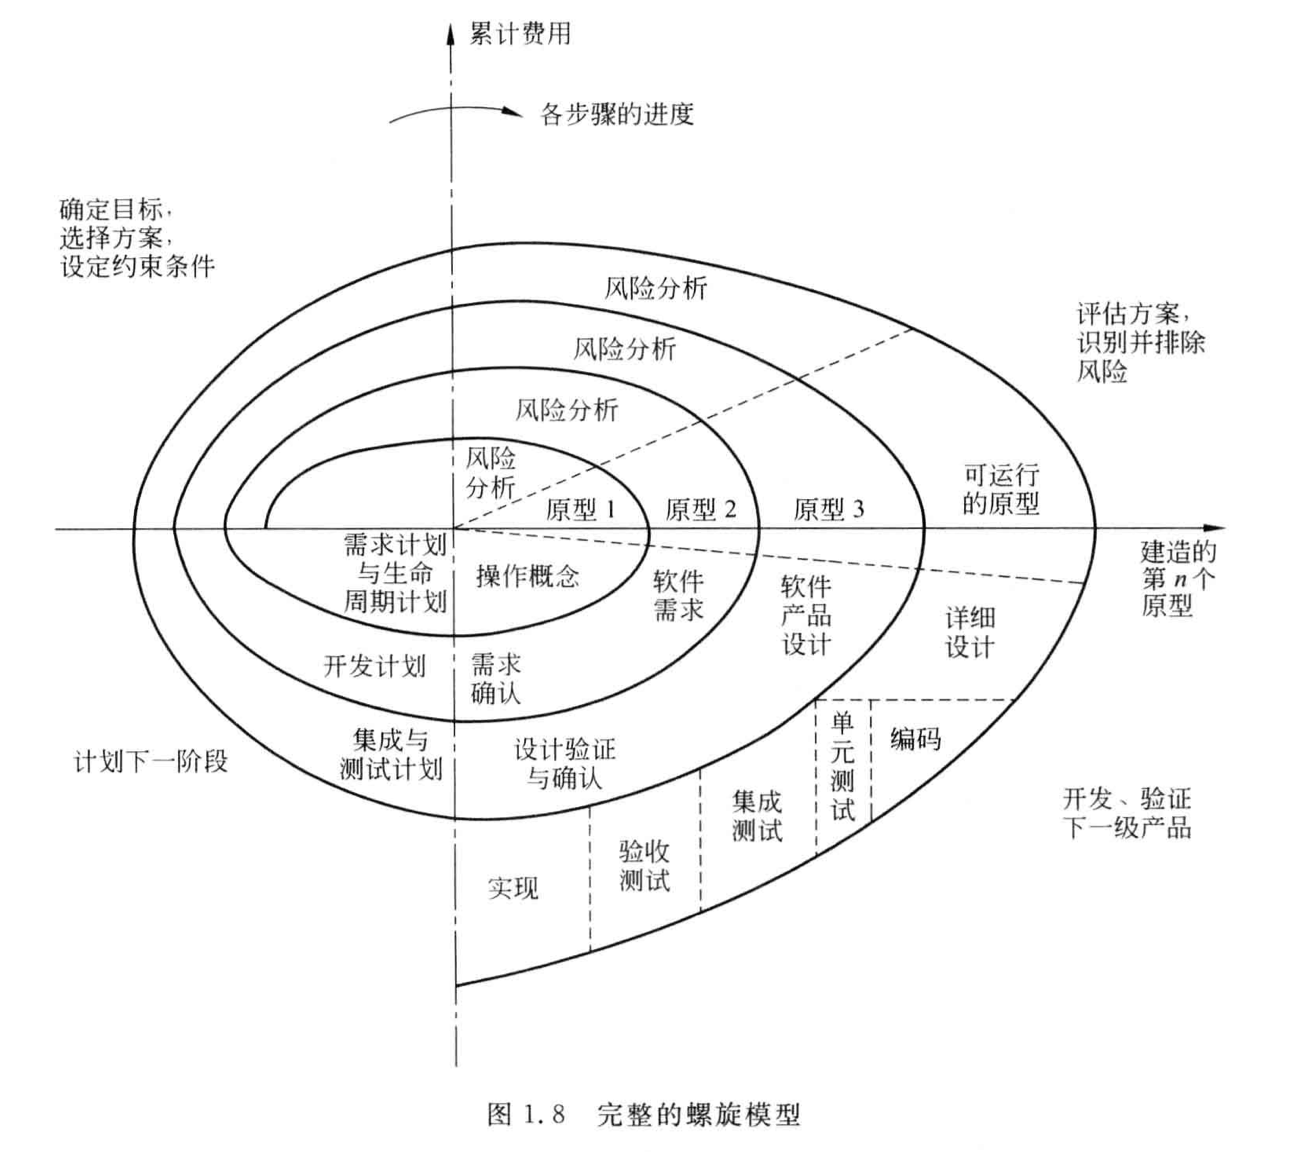 累计费用
各步骤的进度
确定目标,
选择方案,
设定约束条件
风险分析
评估方案,
识别并排除
风险
风险分析
风险分析
风险
分析
可运行
的原型
原型 1
原型 2
原型 3
建造的
第 n 个
原型
需求计划
与生命
周期计划
操作概念
软件
需求
软件
产品
设计
详细
设计
开发计划
需求
确认
集成与
测试计划
设计验证
与确认
单
元
测
试
编码
计划下一阶段
集成
测试
开发、验证
下一级产品
验收
测试
实现
图 1.8 完整的螺旋模型